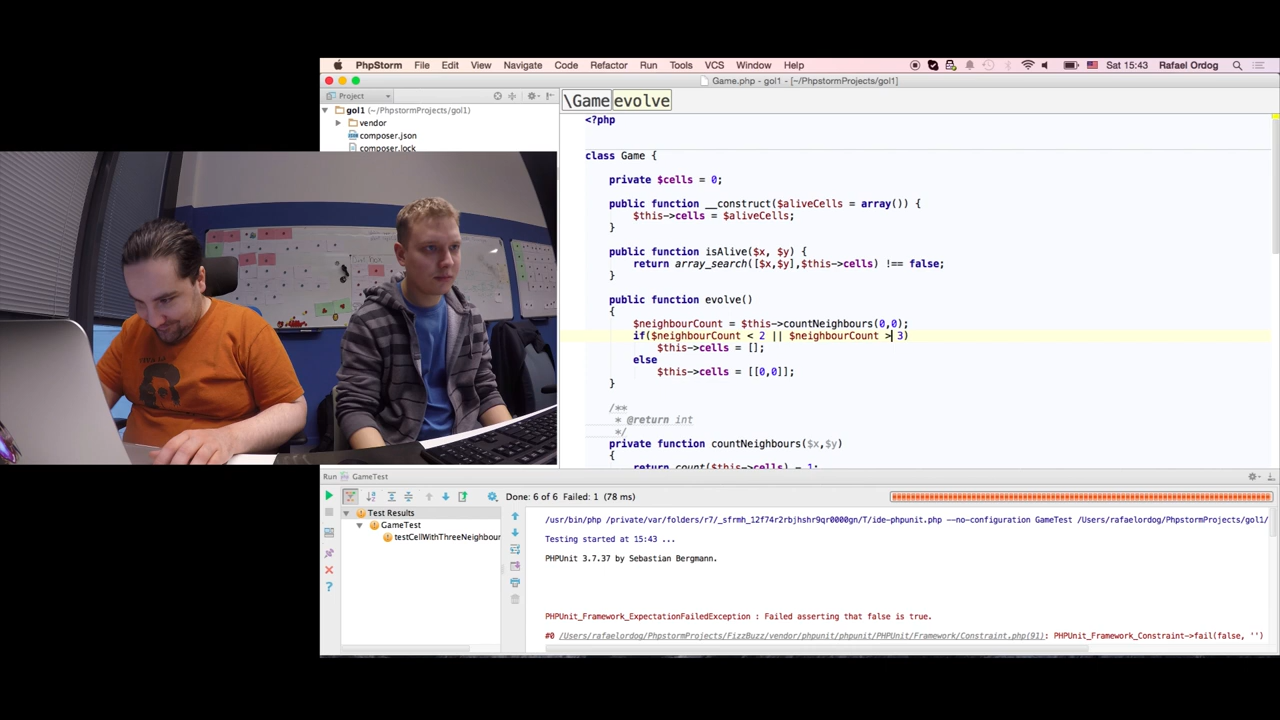 PhpStorm File Edit View Navigate Code Refactor Run Tools VCS Window Help Sat 15:43 Rafael Ordog
Game.php - gol1 - [~/PhpstormProjects/gol1]
Project
\Game evolve
gol1 (~/PhpstormProjects/gol1)
vendor
composer.json
composer.lock
<?php
class Game {
private $cells = 0;
public function __construct($aliveCells = array()) {
$this->cells = $aliveCells;
}
public function isAlive($x, $y) {
return array_search([$x,$y],$this->cells) !== false;
}
public function evolve()
{
$neighbourCount = $this->countNeighbours(0,0);
if($neighbourCount < 2 || $neighbourCount > 3)
$this->cells = [];
else
$this->cells = [[0,0]];
}
/**
* @return int
*/
private function countNeighbours($x,$y)
{
return count($this->cells) - 1;
Run GameTest
Done: 6 of 6 Failed: 1 (78 ms)
Test Results
GameTest
testCellWithThreeNeighbour
/usr/bin/php /private/var/folders/r7/_sfrmh_12f74r2rbjhshr9qr0000gn/T/ide-phpunit.php --no-configuration GameTest /Users/rafaelordog/PhpstormProjects/gol1/
Testing started at 15:43 ...
PHPUnit 3.7.37 by Sebastian Bergmann.
PHPUnit_Framework_ExpectationFailedException : Failed asserting that false is true.
#0 /Users/rafaelordog/PhpstormProjects/FizzBuzz/vendor/phpunit/phpunit/PHPUnit/Framework/Constraint.php(91): PHPUnit_Framework_Constraint->fail(false, '')